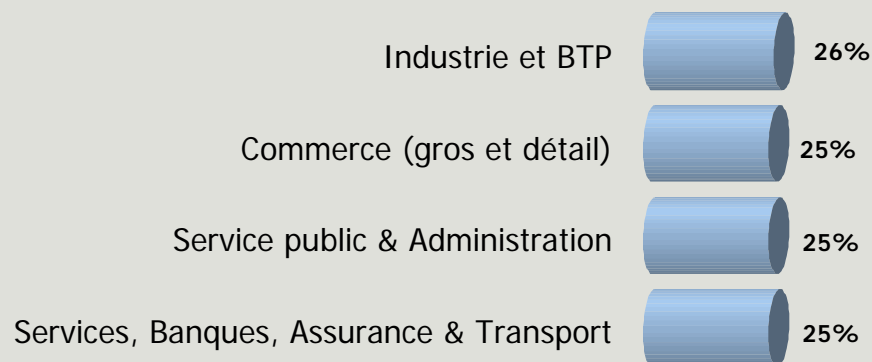 Industrie et BTP 26%
Commerce (gros et détail) 25%
Service public & Administration 25%
Services, Banques, Assurance & Transport 25%